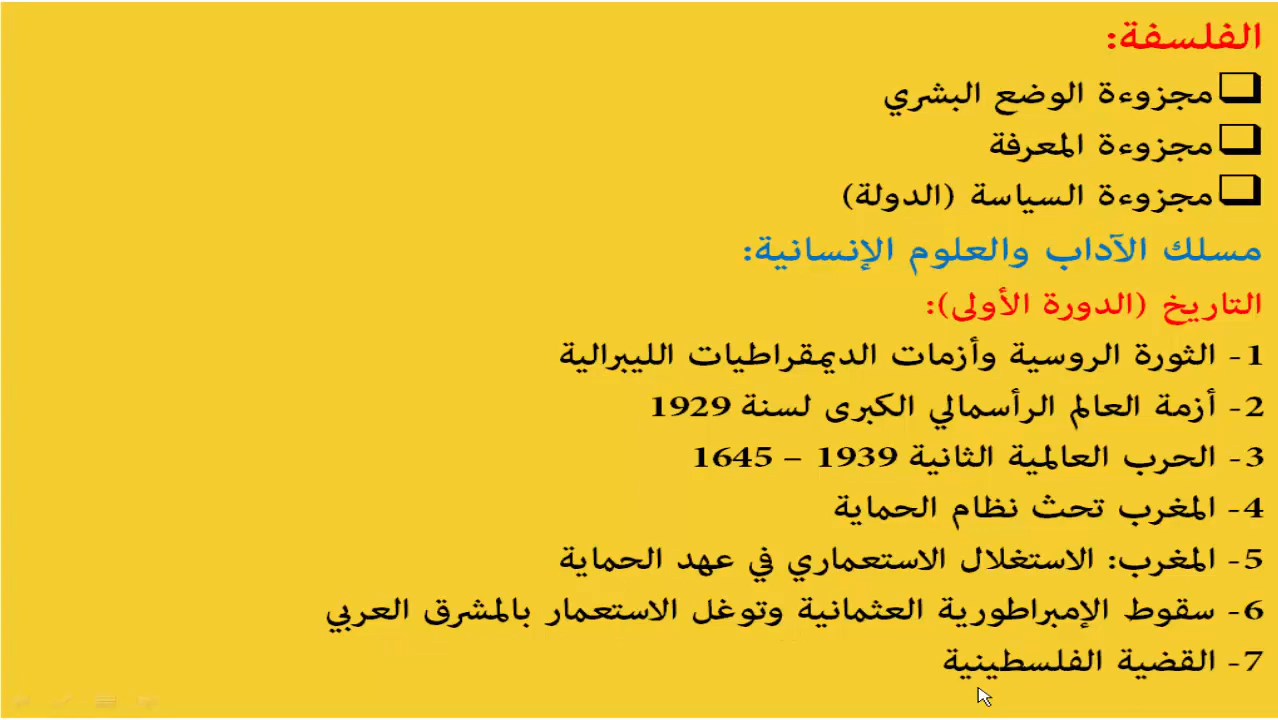 الفلسفة:
مجزوءة الوضع البشري
مجزوءة المعرفة
مجزوءة السياسة (الدولة)
مسلك الآداب والعلوم الإنسانية:
التاريخ (الدورة الأولى):
1- الثورة الروسية وأزمات الديمقراطيات الليبرالية
2- أزمة العالم الرأسمالي الكبرى لسنة 1929
3- الحرب العالمية الثانية 1939 – 1645
4- المغرب تحث نظام الحماية
5- المغرب: الاستغلال الاستعماري في عهد الحماية
6- سقوط الإمبراطورية العثمانية وتوغل الاستعمار بالمشرق العربي
7- القضية الفلسطينية